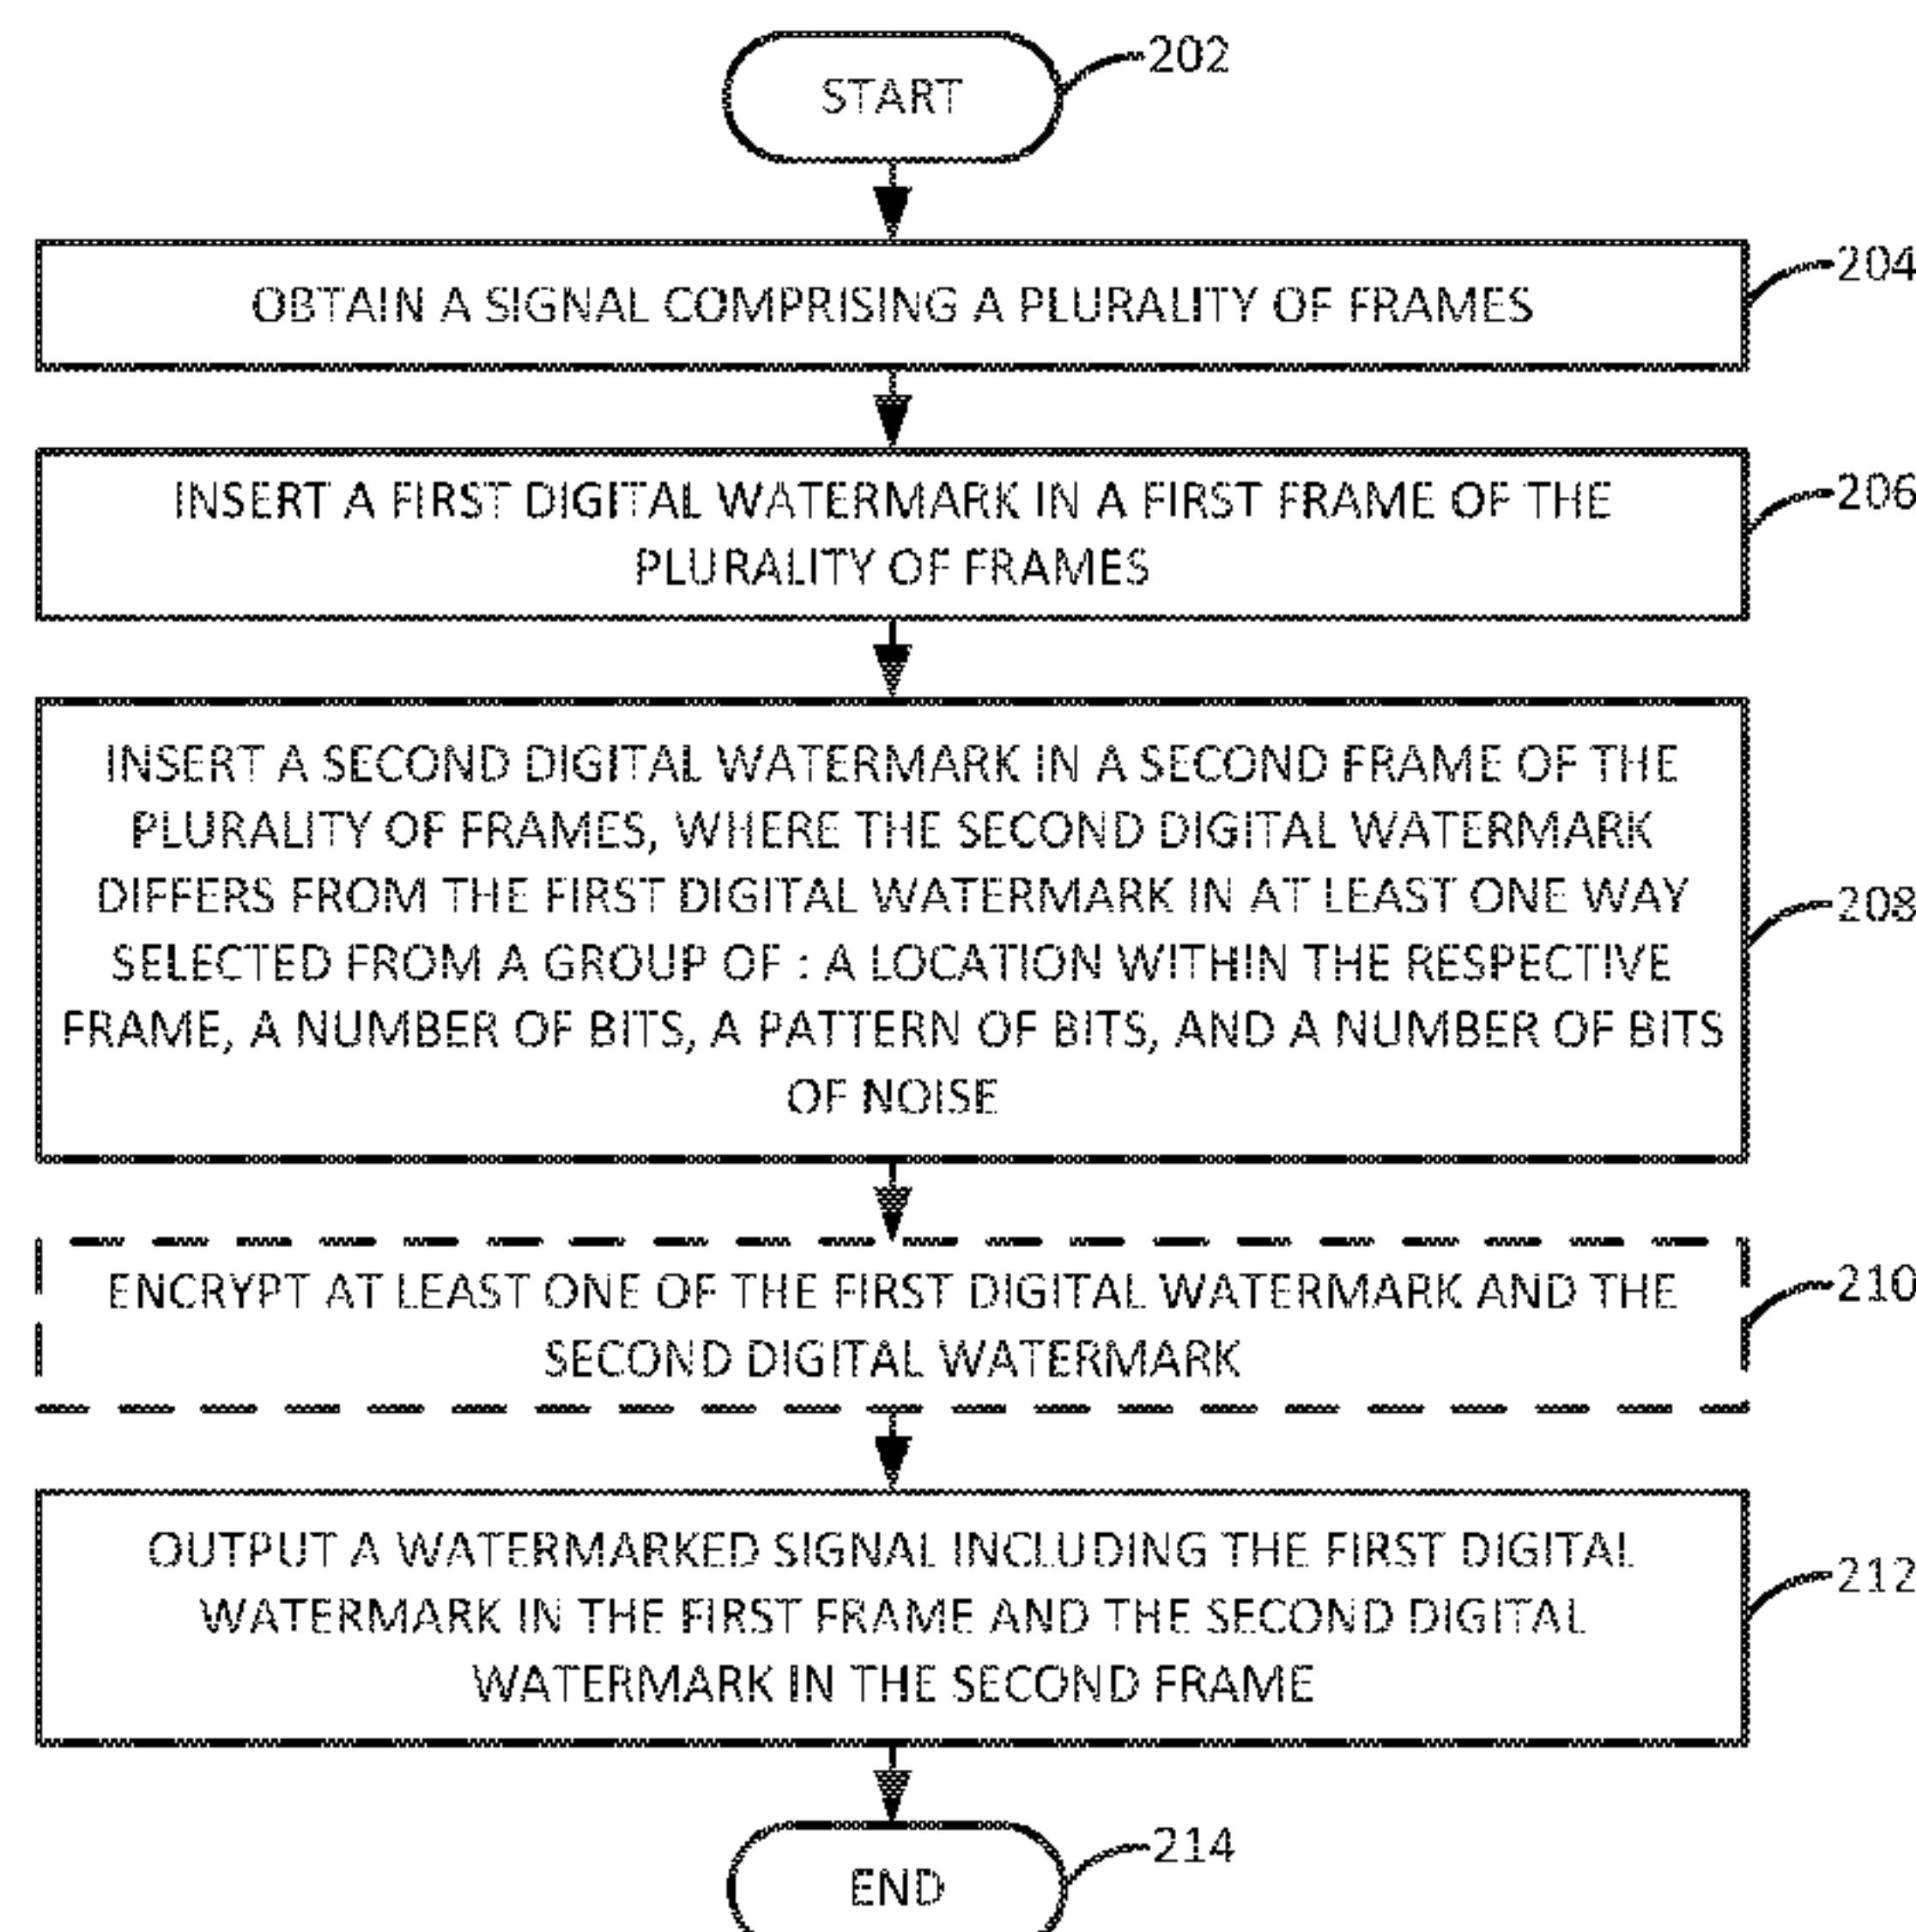 START
202
OBTAIN A SIGNAL COMPRISING A PLURALITY OF FRAMES
204
INSERT A FIRST DIGITAL WATERMARK IN A FIRST FRAME OF THE
PLURALITY OF FRAMES
206
INSERT A SECOND DIGITAL WATERMARK IN A SECOND FRAME OF THE
PLURALITY OF FRAMES, WHERE THE SECOND DIGITAL WATERMARK
DIFFERS FROM THE FIRST DIGITAL WATERMARK IN AT LEAST ONE WAY
SELECTED FROM A GROUP OF : A LOCATION WITHIN THE RESPECTIVE
FRAME, A NUMBER OF BITS, A PATTERN OF BITS, AND A NUMBER OF BITS
OF NOISE
208
ENCRYPT AT LEAST ONE OF THE FIRST DIGITAL WATERMARK AND THE
SECOND DIGITAL WATERMARK
210
OUTPUT A WATERMARKED SIGNAL INCLUDING THE FIRST DIGITAL
WATERMARK IN THE FIRST FRAME AND THE SECOND DIGITAL
WATERMARK IN THE SECOND FRAME
212
END
214